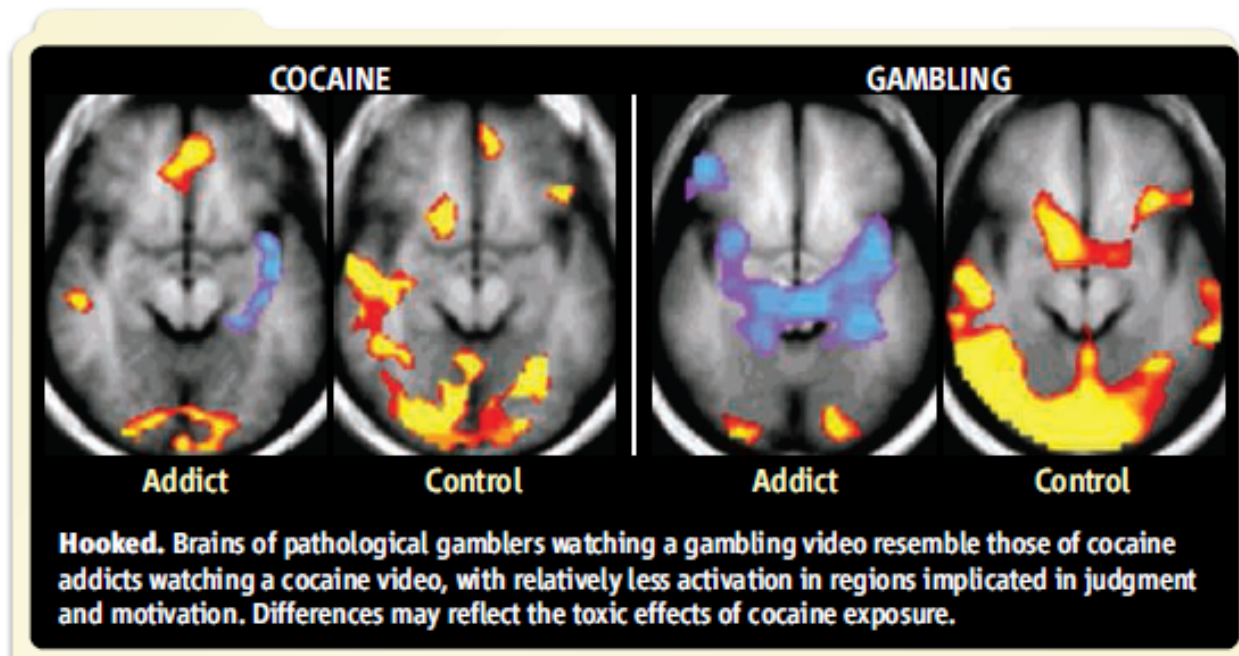 COCAINE GAMBLING
Addict Control Addict Control
Hooked. Brains of pathological gamblers watching a gambling video resemble those of cocaine
addicts watching a cocaine video, with relatively less activation in regions implicated in judgment
and motivation. Differences may reflect the toxic effects of cocaine exposure.